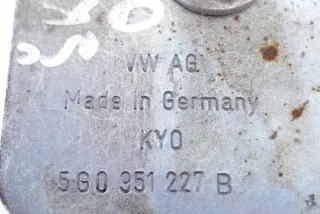 VW AG
Made in Germany
KYO
5G0 951 227 B